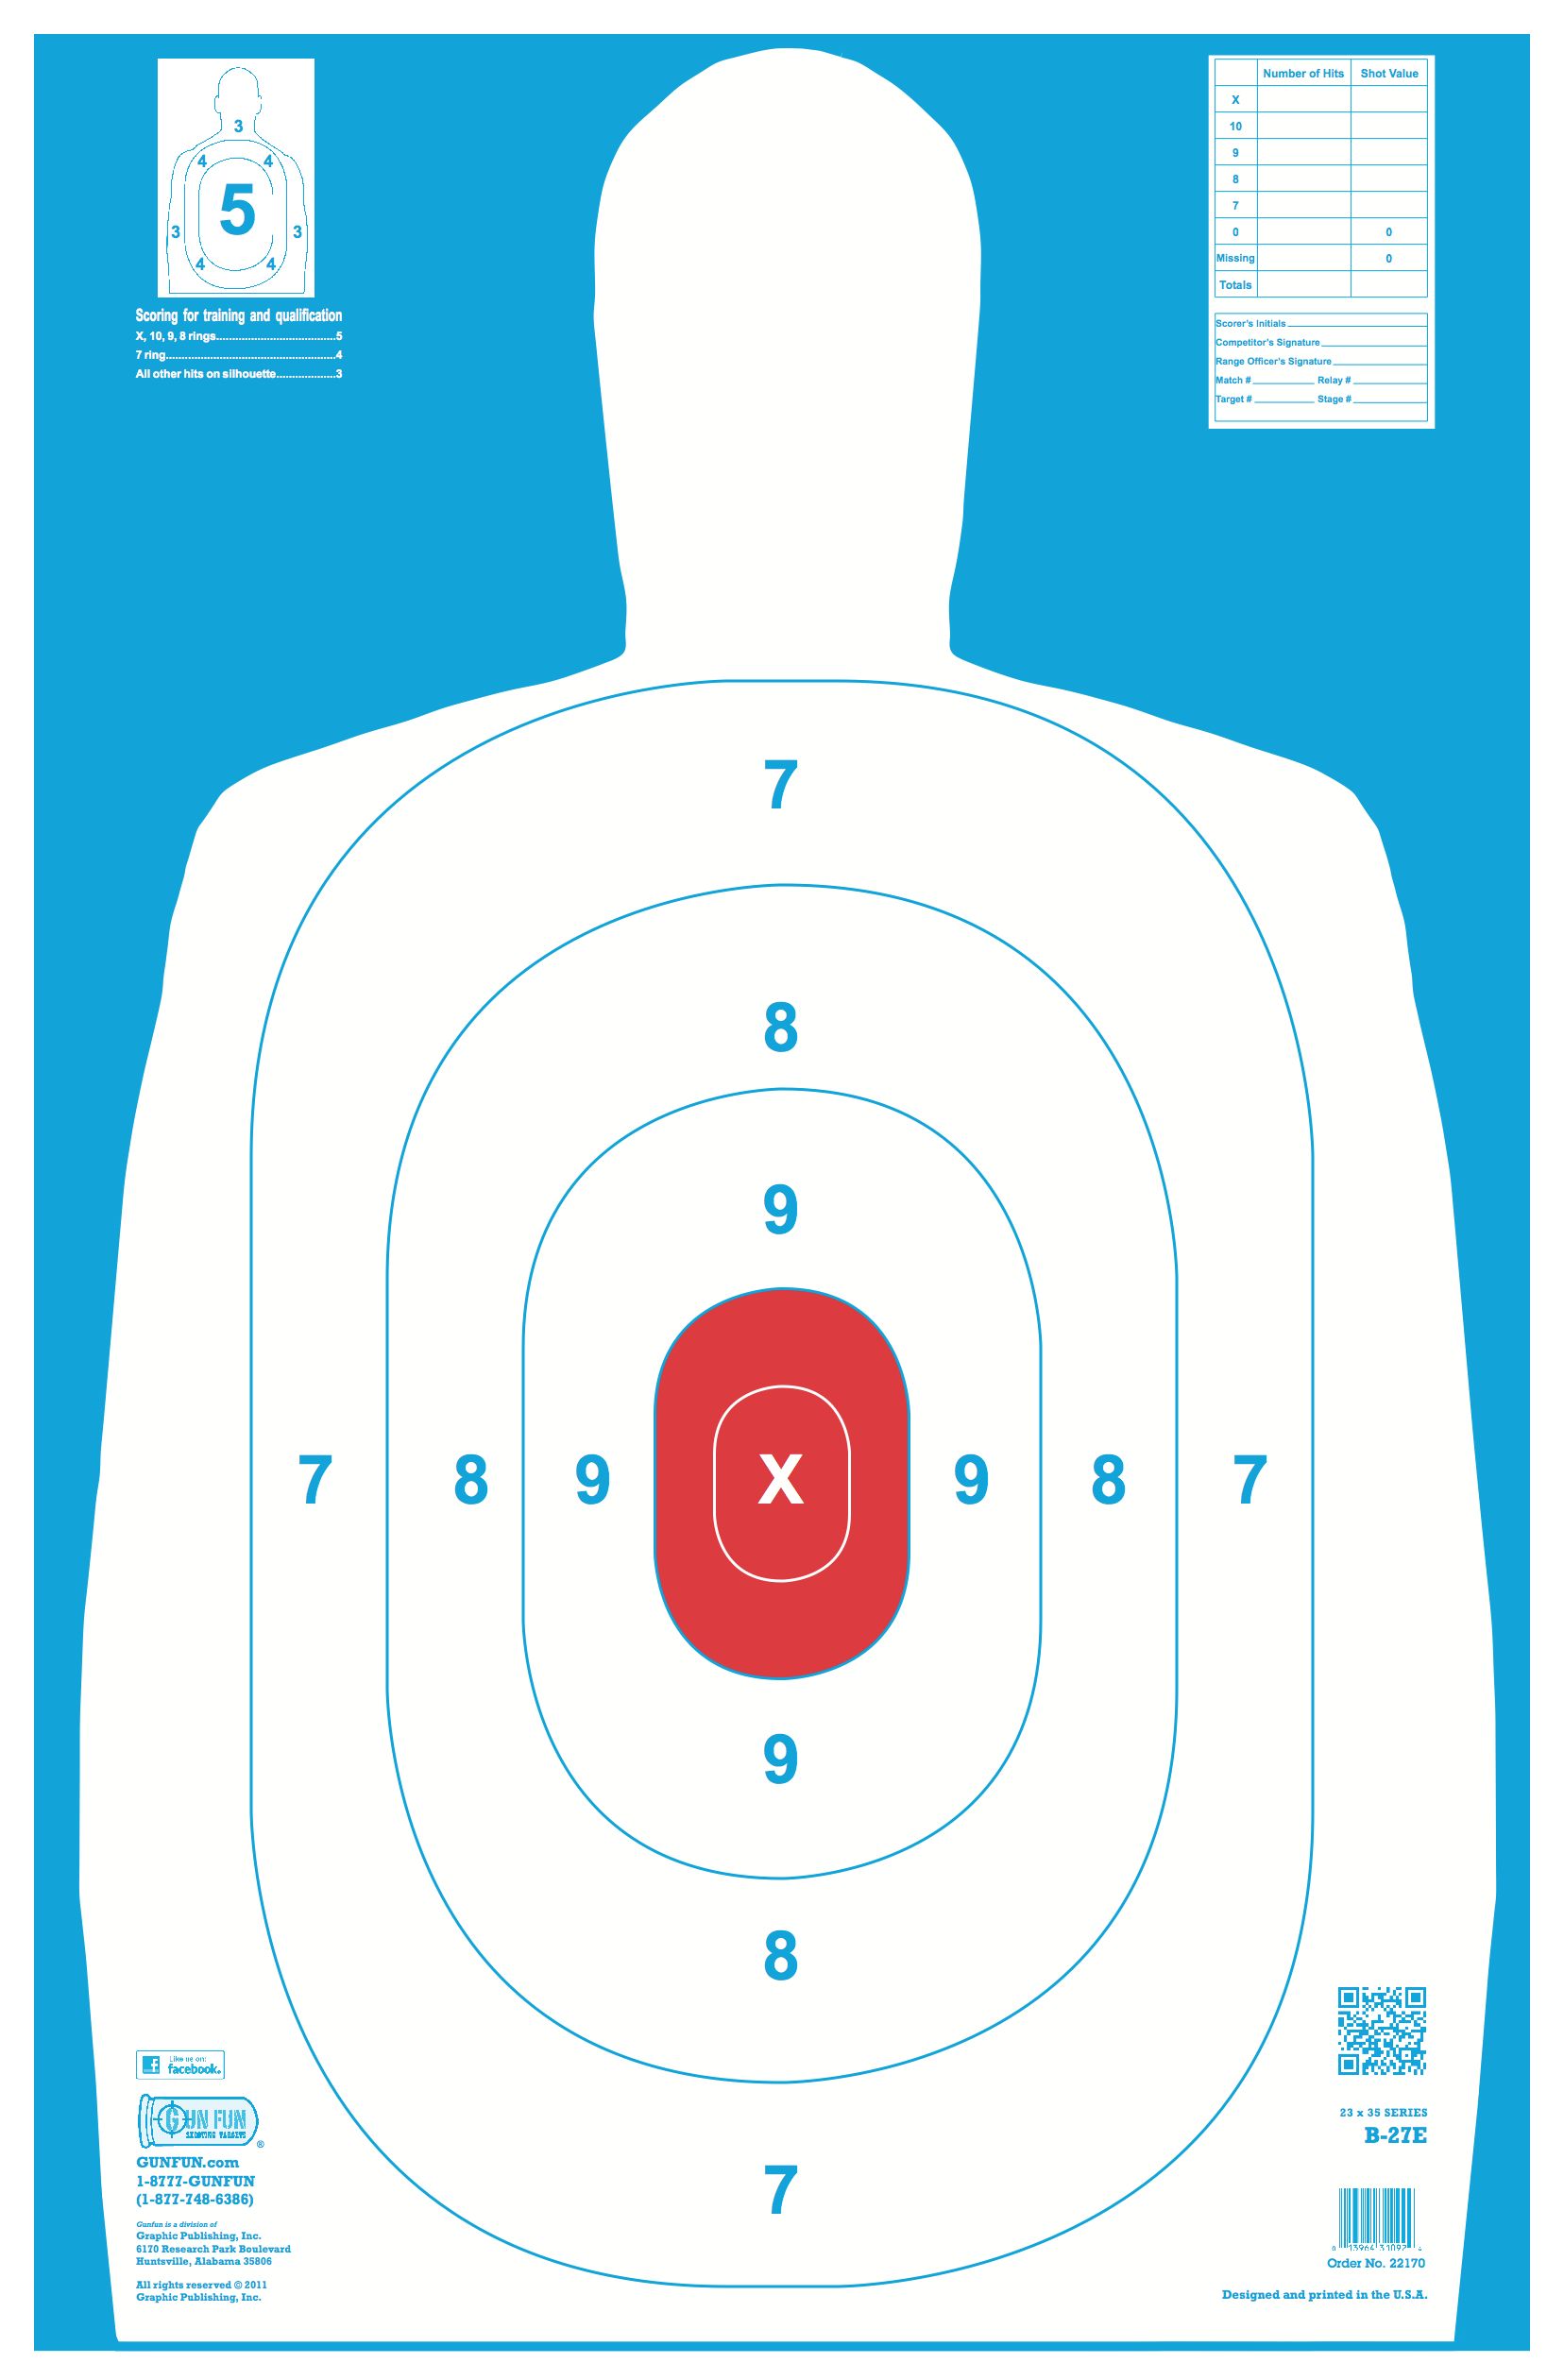 3
4 4
5
3 3
4 4
Scoring for training and qualification
X, 10, 9, 8 rings......................................5
7 ring......................................................4
All other hits on silhouette...................3
Number of Hits Shot Value
X
10
9
8
7
0 0
Missing 0
Totals
Scorer's Initials
Competitor's Signature
Range Officer's Signature
Match # Relay #
Target # Stage #
7
8
9
7 8 9 X 9 8 7
9
8
7
Like us on:
facebook.
GUN FUN
SHOOTING TARGETS
®
GUNFUN.com
1-8777-GUNFUN
(1-877-748-6386)
Gunfun is a division of
Graphic Publishing, Inc.
6170 Research Park Boulevard
Huntsville, Alabama 35806
All rights reserved © 2011
Graphic Publishing, Inc.
23 x 35 SERIES
B-27E
0 13964 31092
Order No. 22170
Designed and printed in the U.S.A.